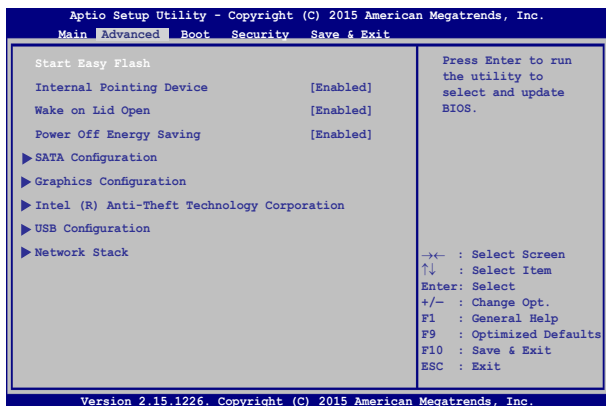 Aptio Setup Utility - Copyright (C) 2015 American Megatrends, Inc.
Main Advanced Boot Security Save & Exit
Start Easy Flash
Internal Pointing Device [Enabled]
Wake on Lid Open [Enabled]
Power Off Energy Saving [Enabled]
SATA Configuration
Graphics Configuration
Intel (R) Anti-Theft Technology Corporation
USB Configuration
Network Stack
Press Enter to run
the utility to
select and update
BIOS.
→← : Select Screen
↑↓ : Select Item
Enter: Select
+/— : Change Opt.
F1 : General Help
F9 : Optimized Defaults
F10 : Save & Exit
ESC : Exit
Version 2.15.1226. Copyright (C) 2015 American Megatrends, Inc.